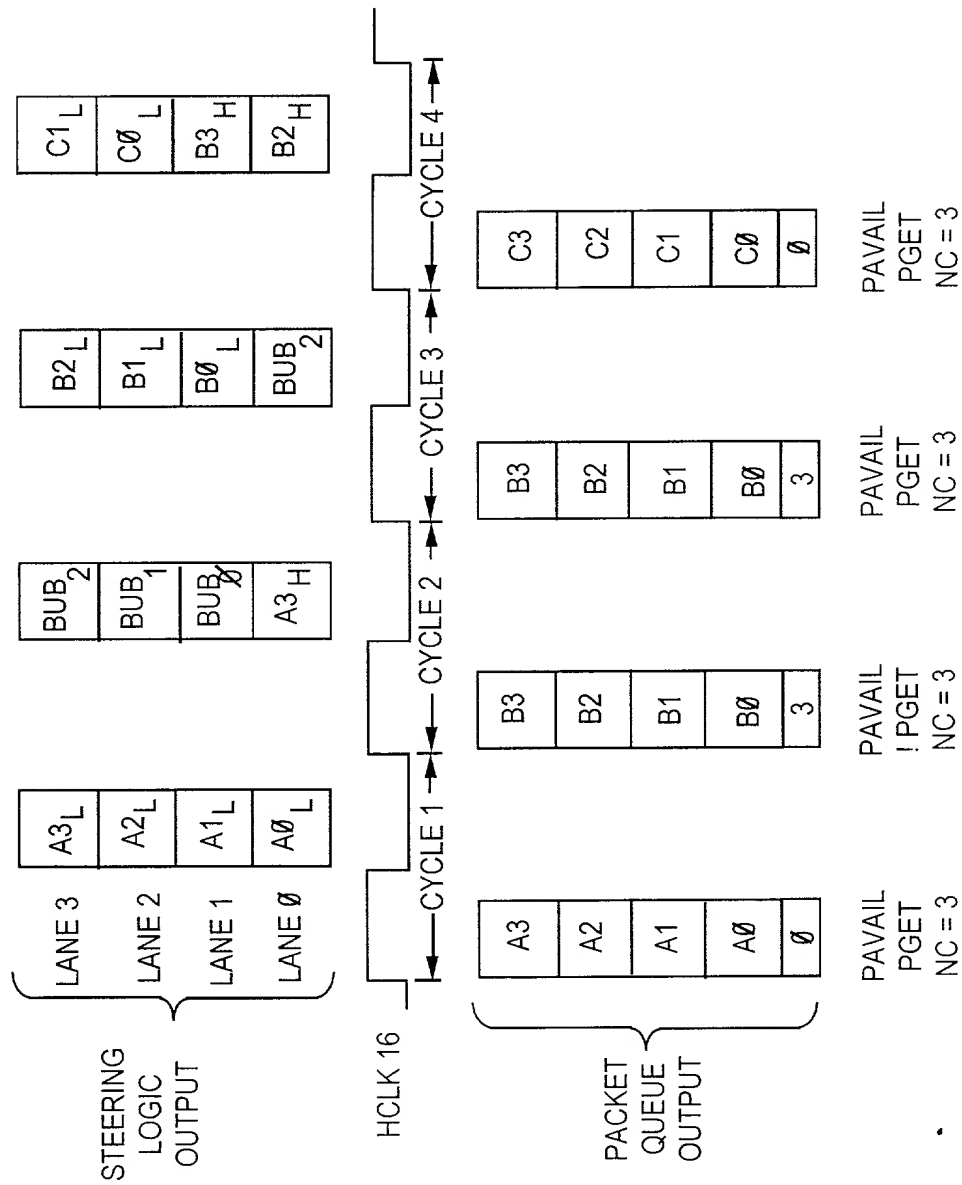 STEERING
LOGIC
OUTPUT
LANE 3
LANE 2
LANE 1
LANE Ø
A3L
A2L
A1L
AØL
BUB2
BUB1
BUBØ
A3H
B2L
B1L
BØL
BUB2
C1L
CØL
B3H
B2H
HCLK 16
CYCLE 1
CYCLE 2
CYCLE 3
CYCLE 4
PACKET
QUEUE
OUTPUT
A3
A2
A1
AØ
Ø
B3
B2
B1
BØ
3
B3
B2
B1
BØ
3
C3
C2
C1
CØ
Ø
PAVAIL
PGET
NC = 3
PAVAIL
! PGET
NC = 3
PAVAIL
PGET
NC = 3
PAVAIL
PGET
NC = 3